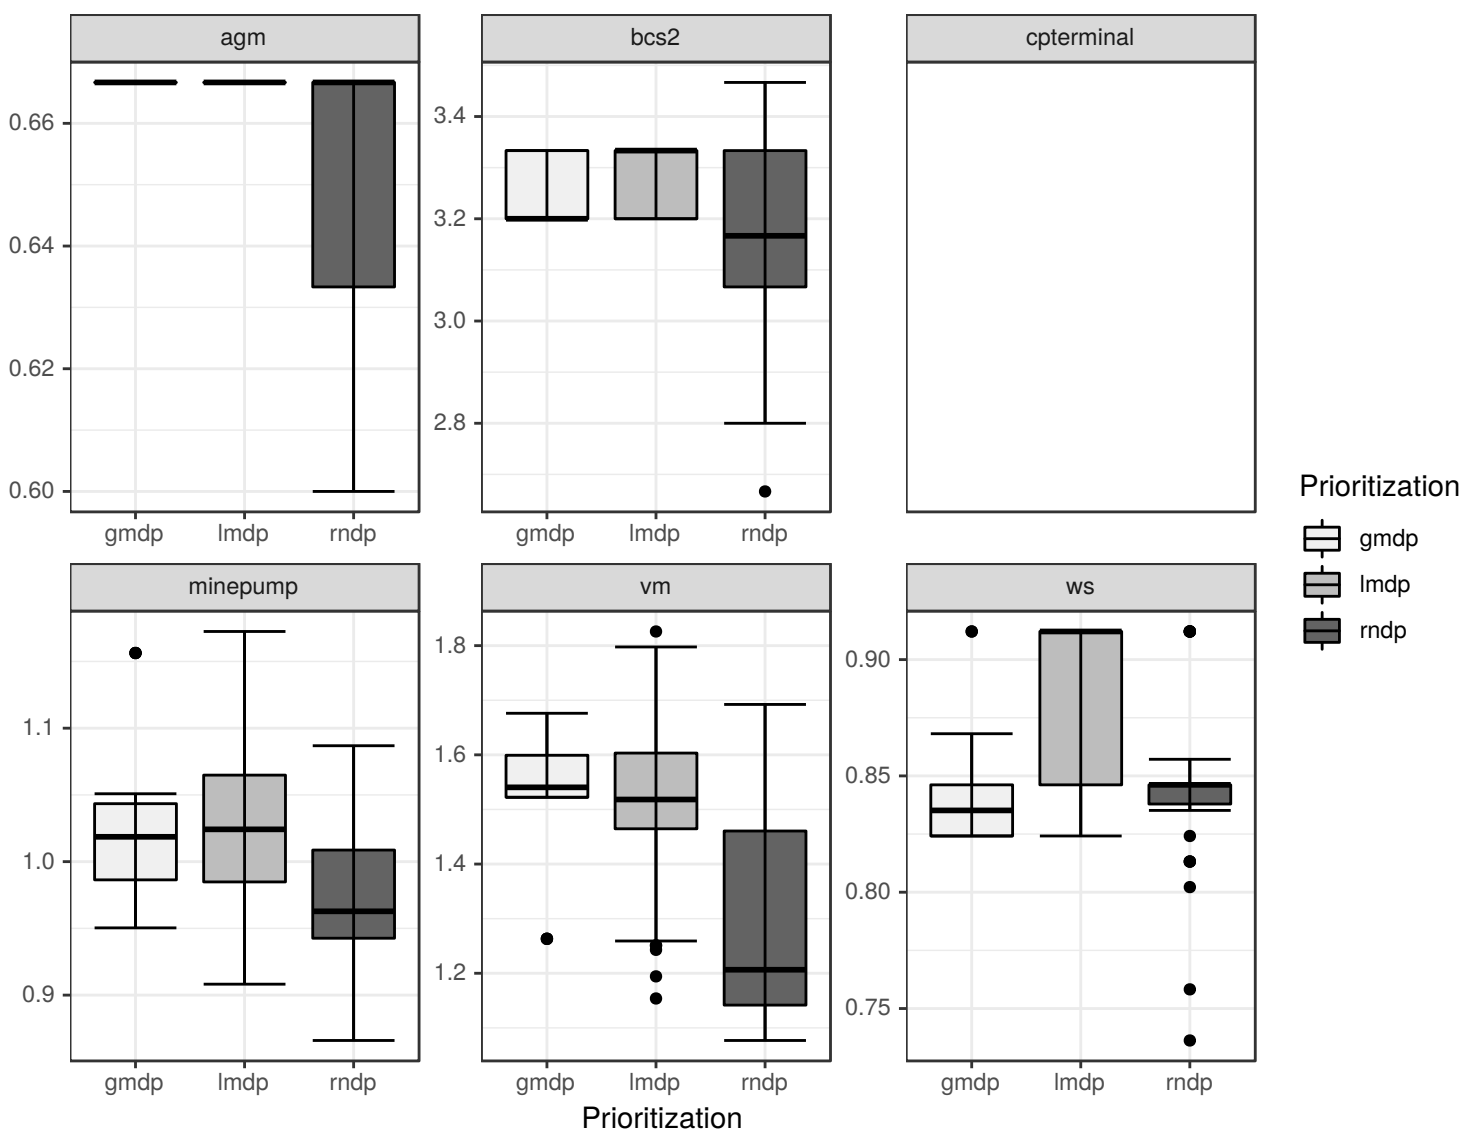 agm
bcs2
cpterminal
0.66
0.64
0.62
0.60
3.4
3.2
3.0
2.8
gmdp lmdp rndp
gmdp lmdp rndp
minepump
vm
ws
1.1
1.0
0.9
1.8
1.6
1.4
1.2
0.90
0.85
0.80
0.75
gmdp lmdp rndp
gmdp lmdp rndp
gmdp lmdp rndp
Prioritization
Prioritization
gmdp
lmdp
rndp